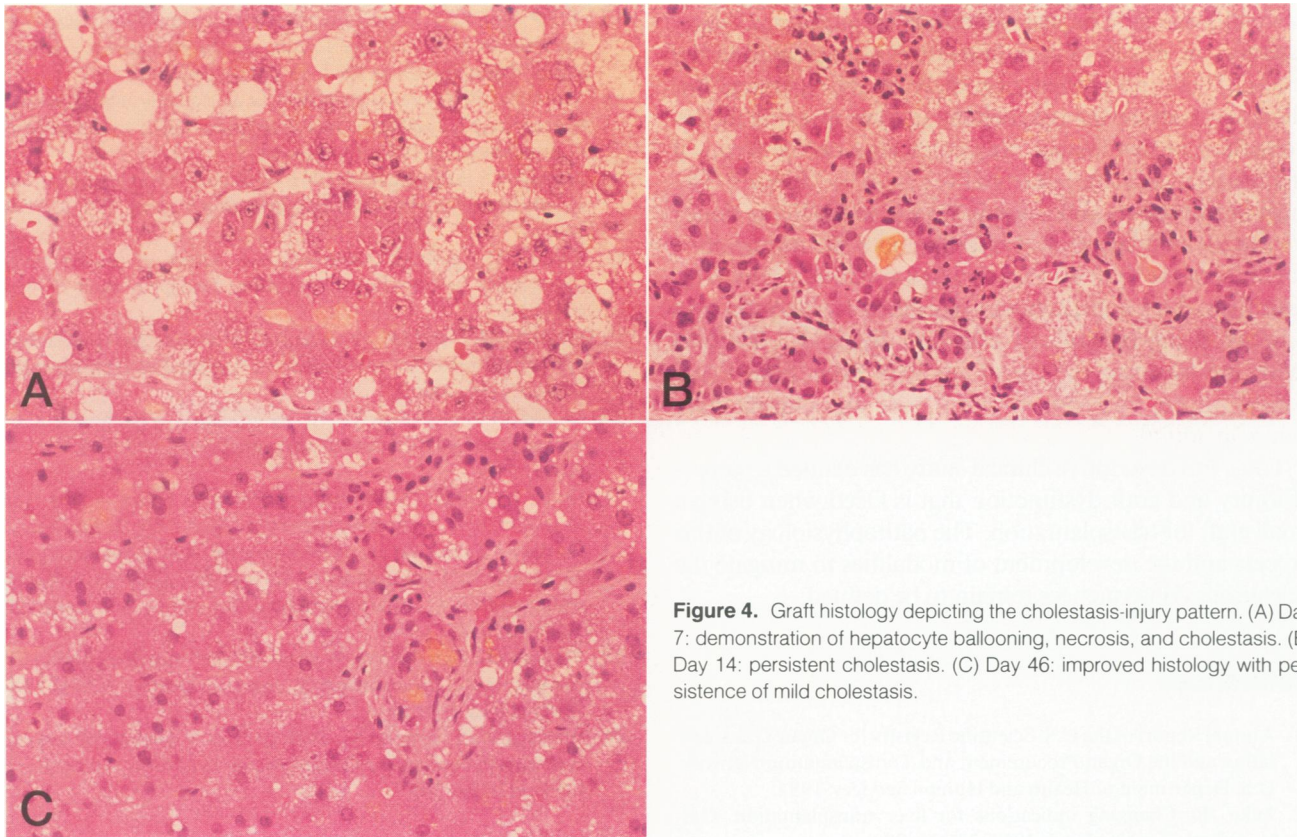 A
B
C
Figure 4. Graft histology depicting the cholestasis-injury pattern. (A) Da
7: demonstration of hepatocyte ballooning, necrosis, and cholestasis. (B
Day 14: persistent cholestasis. (C) Day 46: improved histology with pe
sistence of mild cholestasis.